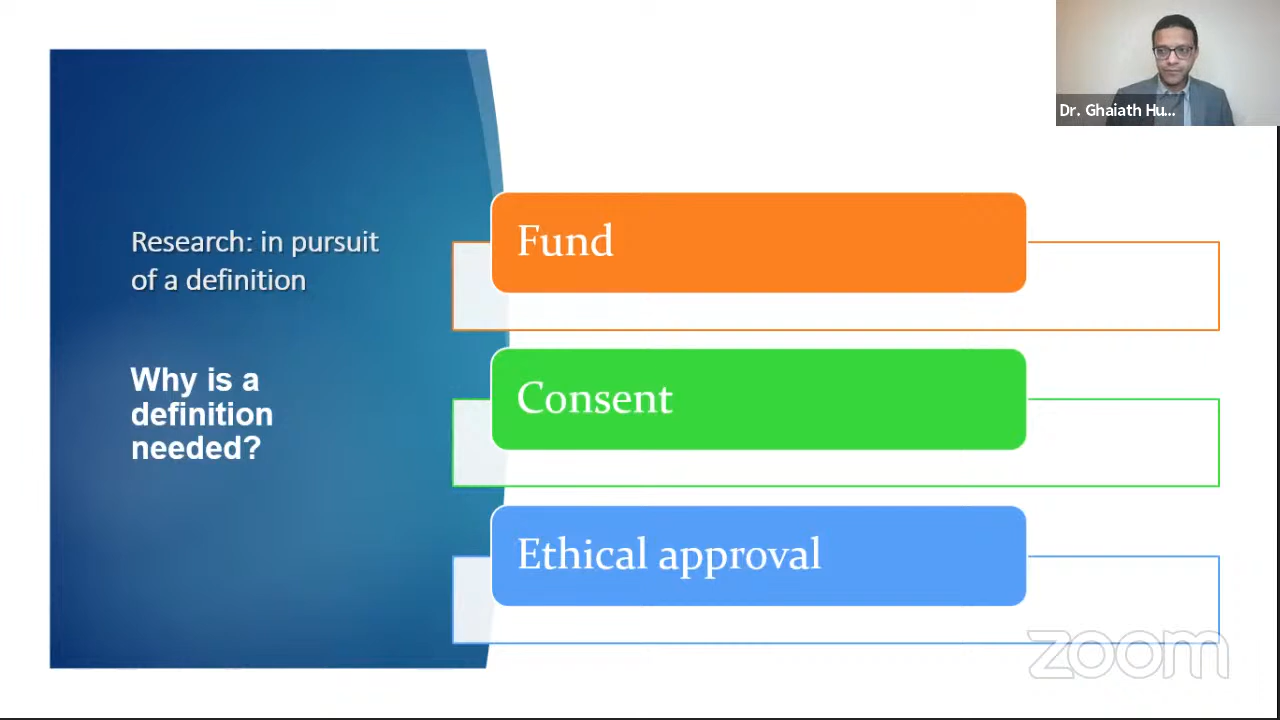 Dr. Ghaiath Hu...
Research: in pursuit
of a definition
Why is a
definition
needed?
Fund
Consent
Ethical approval
zoom